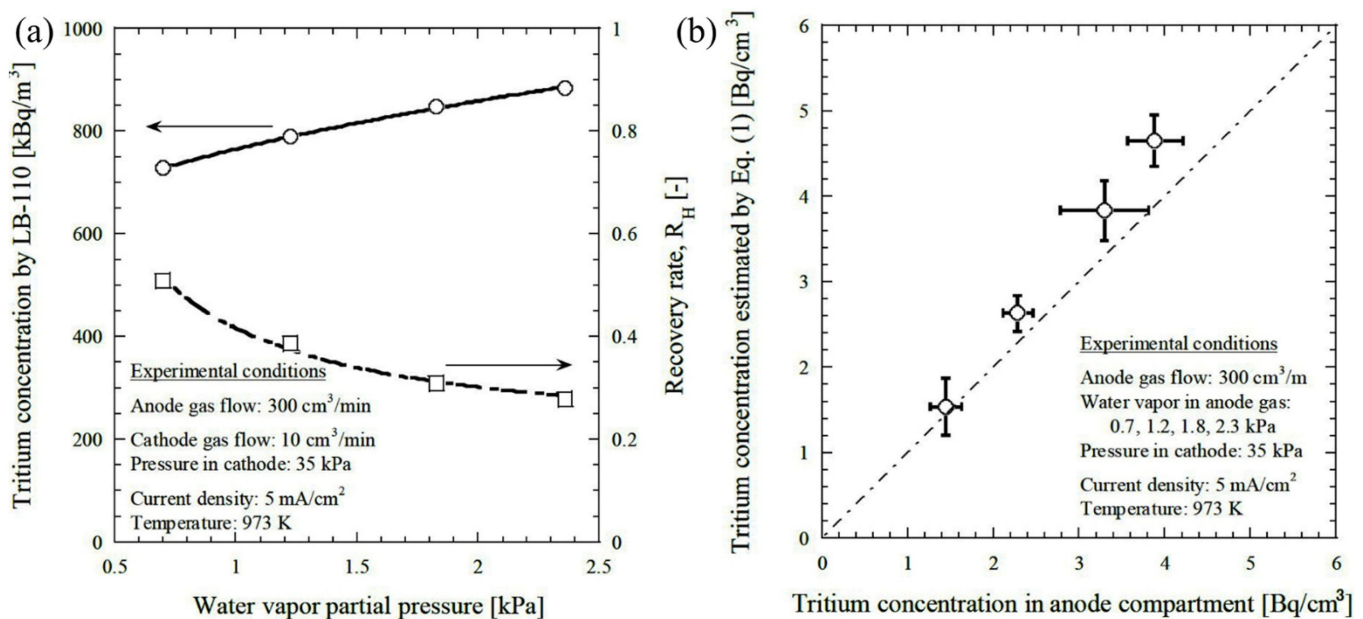 (a)
Tritium concentration by LB-110 [kBq/m³]
1000
800
600
400
200
0
1
0.8
0.6
0.4
0.2
0
Recovery rate, R_H [-]
Experimental conditions
Anode gas flow: 300 cm³/min
Cathode gas flow: 10 cm³/min
Pressure in cathode: 35 kPa
Current density: 5 mA/cm²
Temperature: 973 K
0.5 1 1.5 2 2.5
Water vapor partial pressure [kPa]
(b)
Tritium concentration estimated by Eq. (1) [Bq/cm³]
6
5
4
3
2
1
0
Experimental conditions
Anode gas flow: 300 cm³/m
Water vapor in anode gas:
0.7, 1.2, 1.8, 2.3 kPa
Pressure in cathode: 35 kPa
Current density: 5 mA/cm²
Temperature: 973 K
0 1 2 3 4 5 6
Tritium concentration in anode compartment [Bq/cm³]